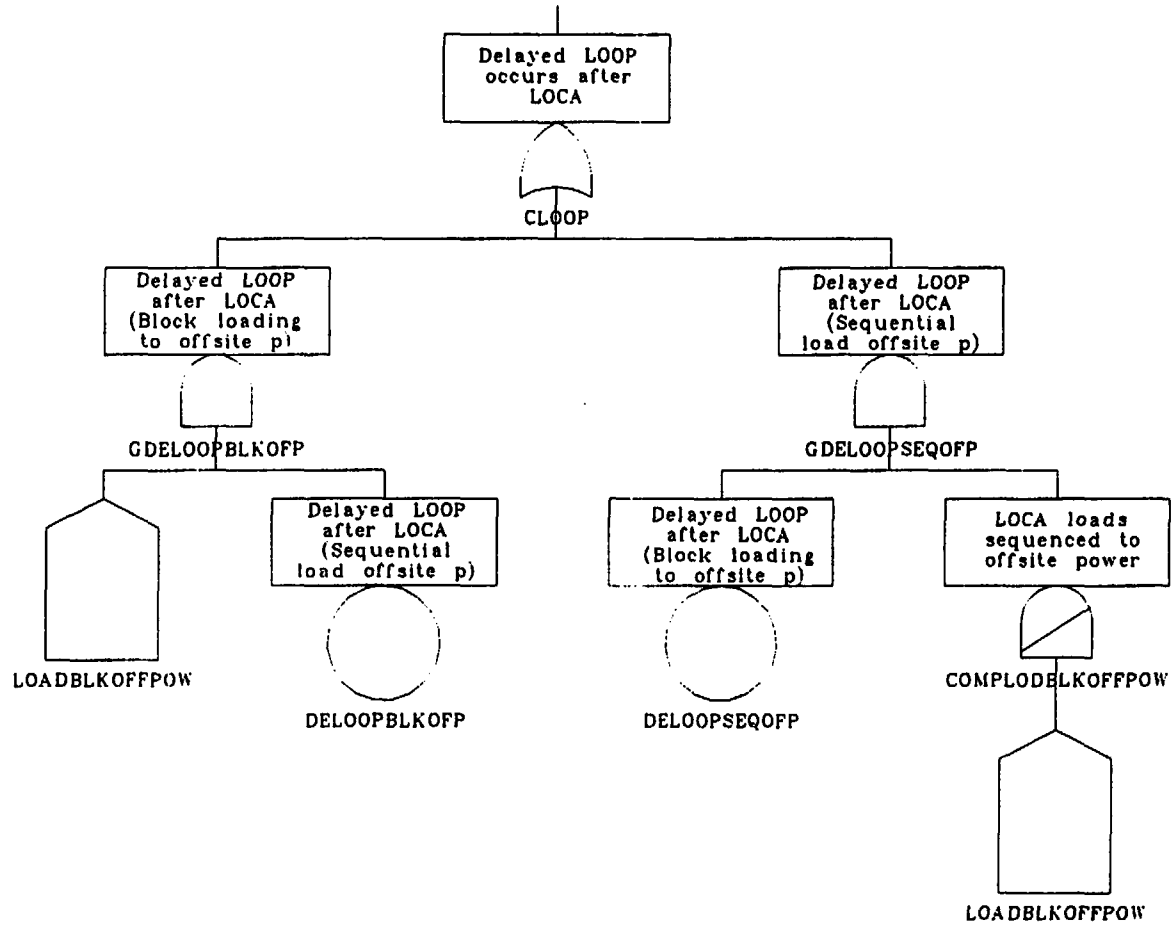 Delayed LOOP
occurs after
LOCA
CLOOP
Delayed LOOP
after LOCA
(Block loading
to offsite p)
GDELOOPBLKOFP
Delayed LOOP
after LOCA
(Sequential
load offsite p)
GDELOOPSEQOFP
LOADBLKOFFPOW
Delayed LOOP
after LOCA
(Sequential
load offsite p)
DELOOPBLKOFP
Delayed LOOP
after LOCA
(Block loading
to offsite p)
DELOOPSEQOFP
LOCA loads
sequenced to
offsite power
COMPLODBLKOFFPOW
LOADBLKOFFPOW